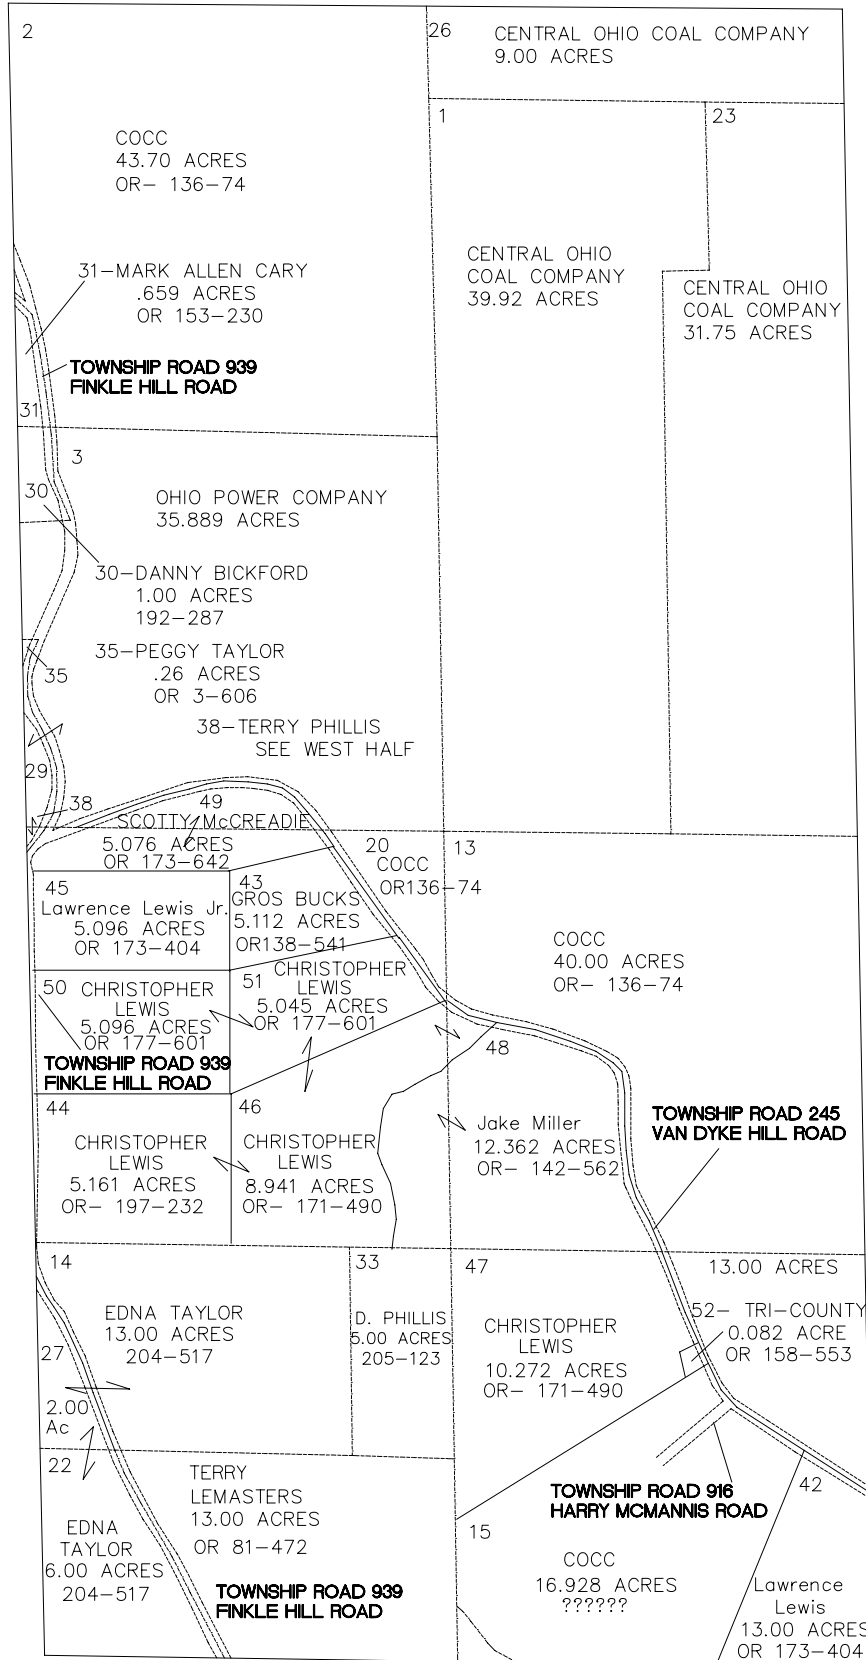 2
26
CENTRAL OHIO COAL COMPANY
9.00 ACRES
1
23
COCC
43.70 ACRES
OR- 136-74
CENTRAL OHIO
COAL COMPANY
39.92 ACRES
CENTRAL OHIO
COAL COMPANY
31.75 ACRES
31-MARK ALLEN CARY
.659 ACRES
OR 153-230
TOWNSHIP ROAD 939
FINKLE HILL ROAD
31
3
30
OHIO POWER COMPANY
35.889 ACRES
30-DANNY BICKFORD
1.00 ACRES
192-287
35-PEGGY TAYLOR
.26 ACRES
OR 3-606
35
38-TERRY PHILLIS
SEE WEST HALF
29
38
49
SCOTTY McCREADIE
5.076 ACRES
OR 173-642
20
COCC
OR136-74
13
45
Lawrence Lewis Jr.
5.096 ACRES
OR 173-404
43
GROS BUCKS
5.112 ACRES
OR138-541
COCC
40.00 ACRES
OR- 136-74
50
CHRISTOPHER
LEWIS
5.096 ACRES
OR 177-601
51
CHRISTOPHER
LEWIS
5.045 ACRES
OR 177-601
TOWNSHIP ROAD 939
FINKLE HILL ROAD
48
44
CHRISTOPHER
LEWIS
5.161 ACRES
OR- 197-232
46
CHRISTOPHER
LEWIS
8.941 ACRES
OR- 171-490
Jake Miller
12.362 ACRES
OR- 142-562
TOWNSHIP ROAD 245
VAN DYKE HILL ROAD
14
33
47
13.00 ACRES
EDNA TAYLOR
13.00 ACRES
204-517
D. PHILLIS
5.00 ACRES
205-123
CHRISTOPHER
LEWIS
10.272 ACRES
OR- 171-490
52- TRI-COUNTY
0.082 ACRE
OR 158-553
27
2.00
Ac
22
TERRY
LEMASTERS
13.00 ACRES
OR 81-472
EDNA
TAYLOR
6.00 ACRES
204-517
TOWNSHIP ROAD 939
FINKLE HILL ROAD
TOWNSHIP ROAD 916
HARRY MCMANNIS ROAD
42
15
COCC
16.928 ACRES
??????
Lawrence
Lewis
13.00 ACRES
OR 173-404